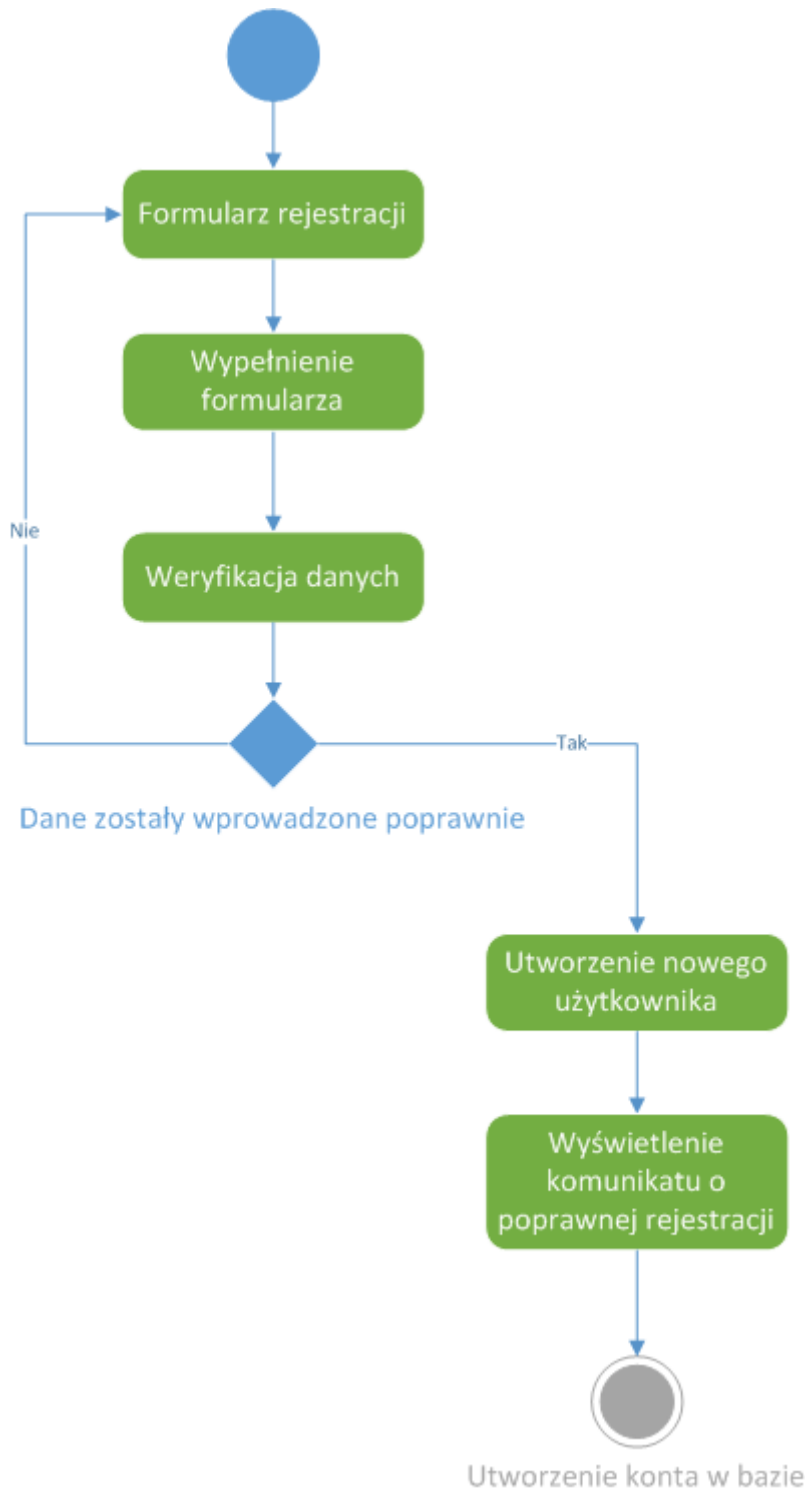 Formularz rejestracji
Wypełnienie
formularza
Nie
Weryfikacja danych
Tak
Dane zostały wprowadzone poprawnie
Utworzenie nowego
użytkownika
Wyświetlenie
komunikatu o
poprawnej rejestracji
Utworzenie konta w bazie